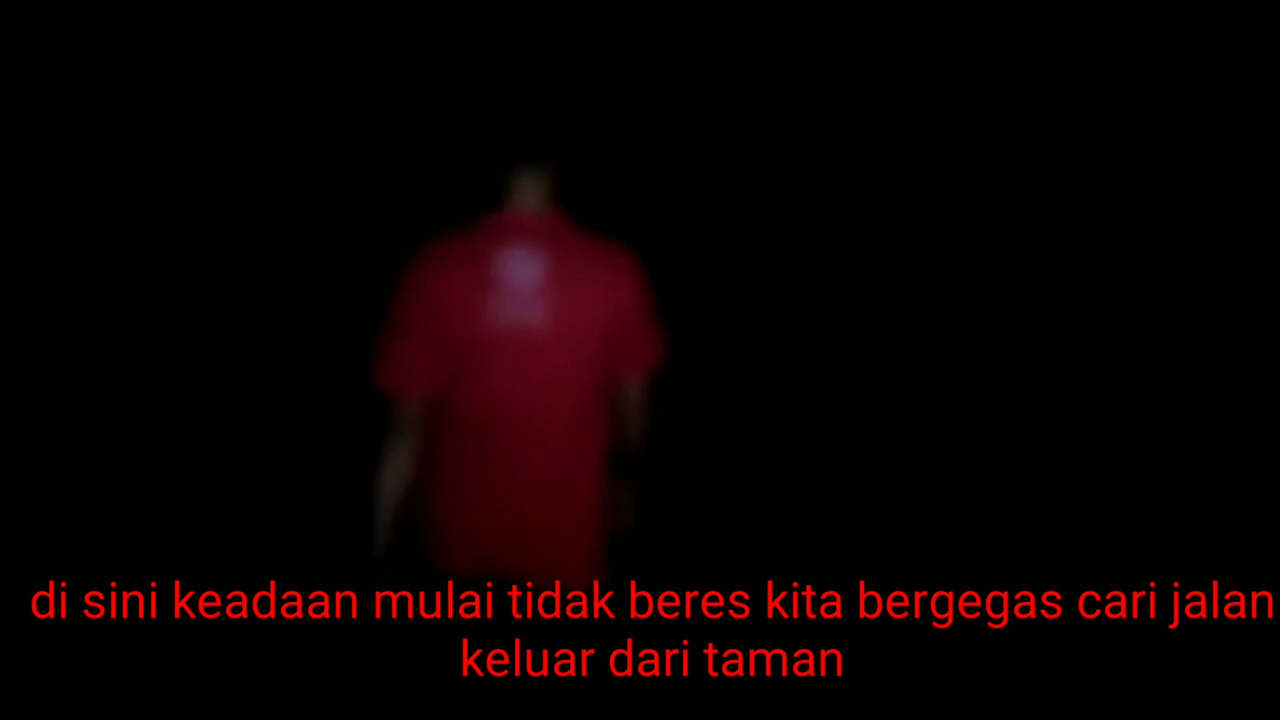 di sini keadaan mulai tidak beres kita bergegas cari jalan
keluar dari taman